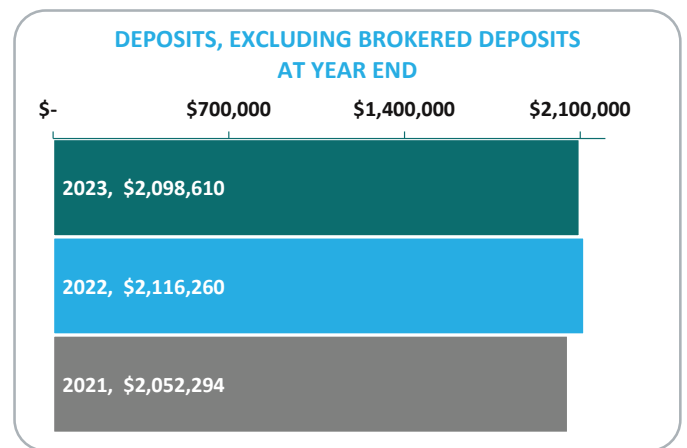 DEPOSITS, EXCLUDING BROKERED DEPOSITS
AT YEAR END
$- $700,000 $1,400,000 $2,100,000
2023, $2,098,610
2022, $2,116,260
2021, $2,052,294